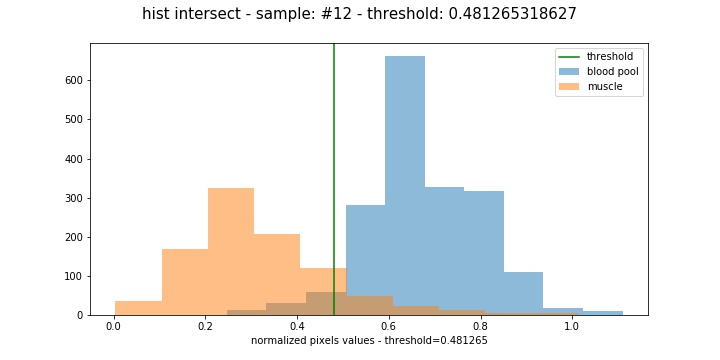 hist intersect - sample: #12 - threshold: 0.481265318627
threshold
blood pool
muscle
600
500
400
300
200
100
0
0.0 0.2 0.4 0.6 0.8 1.0
normalized pixels values - threshold=0.481265